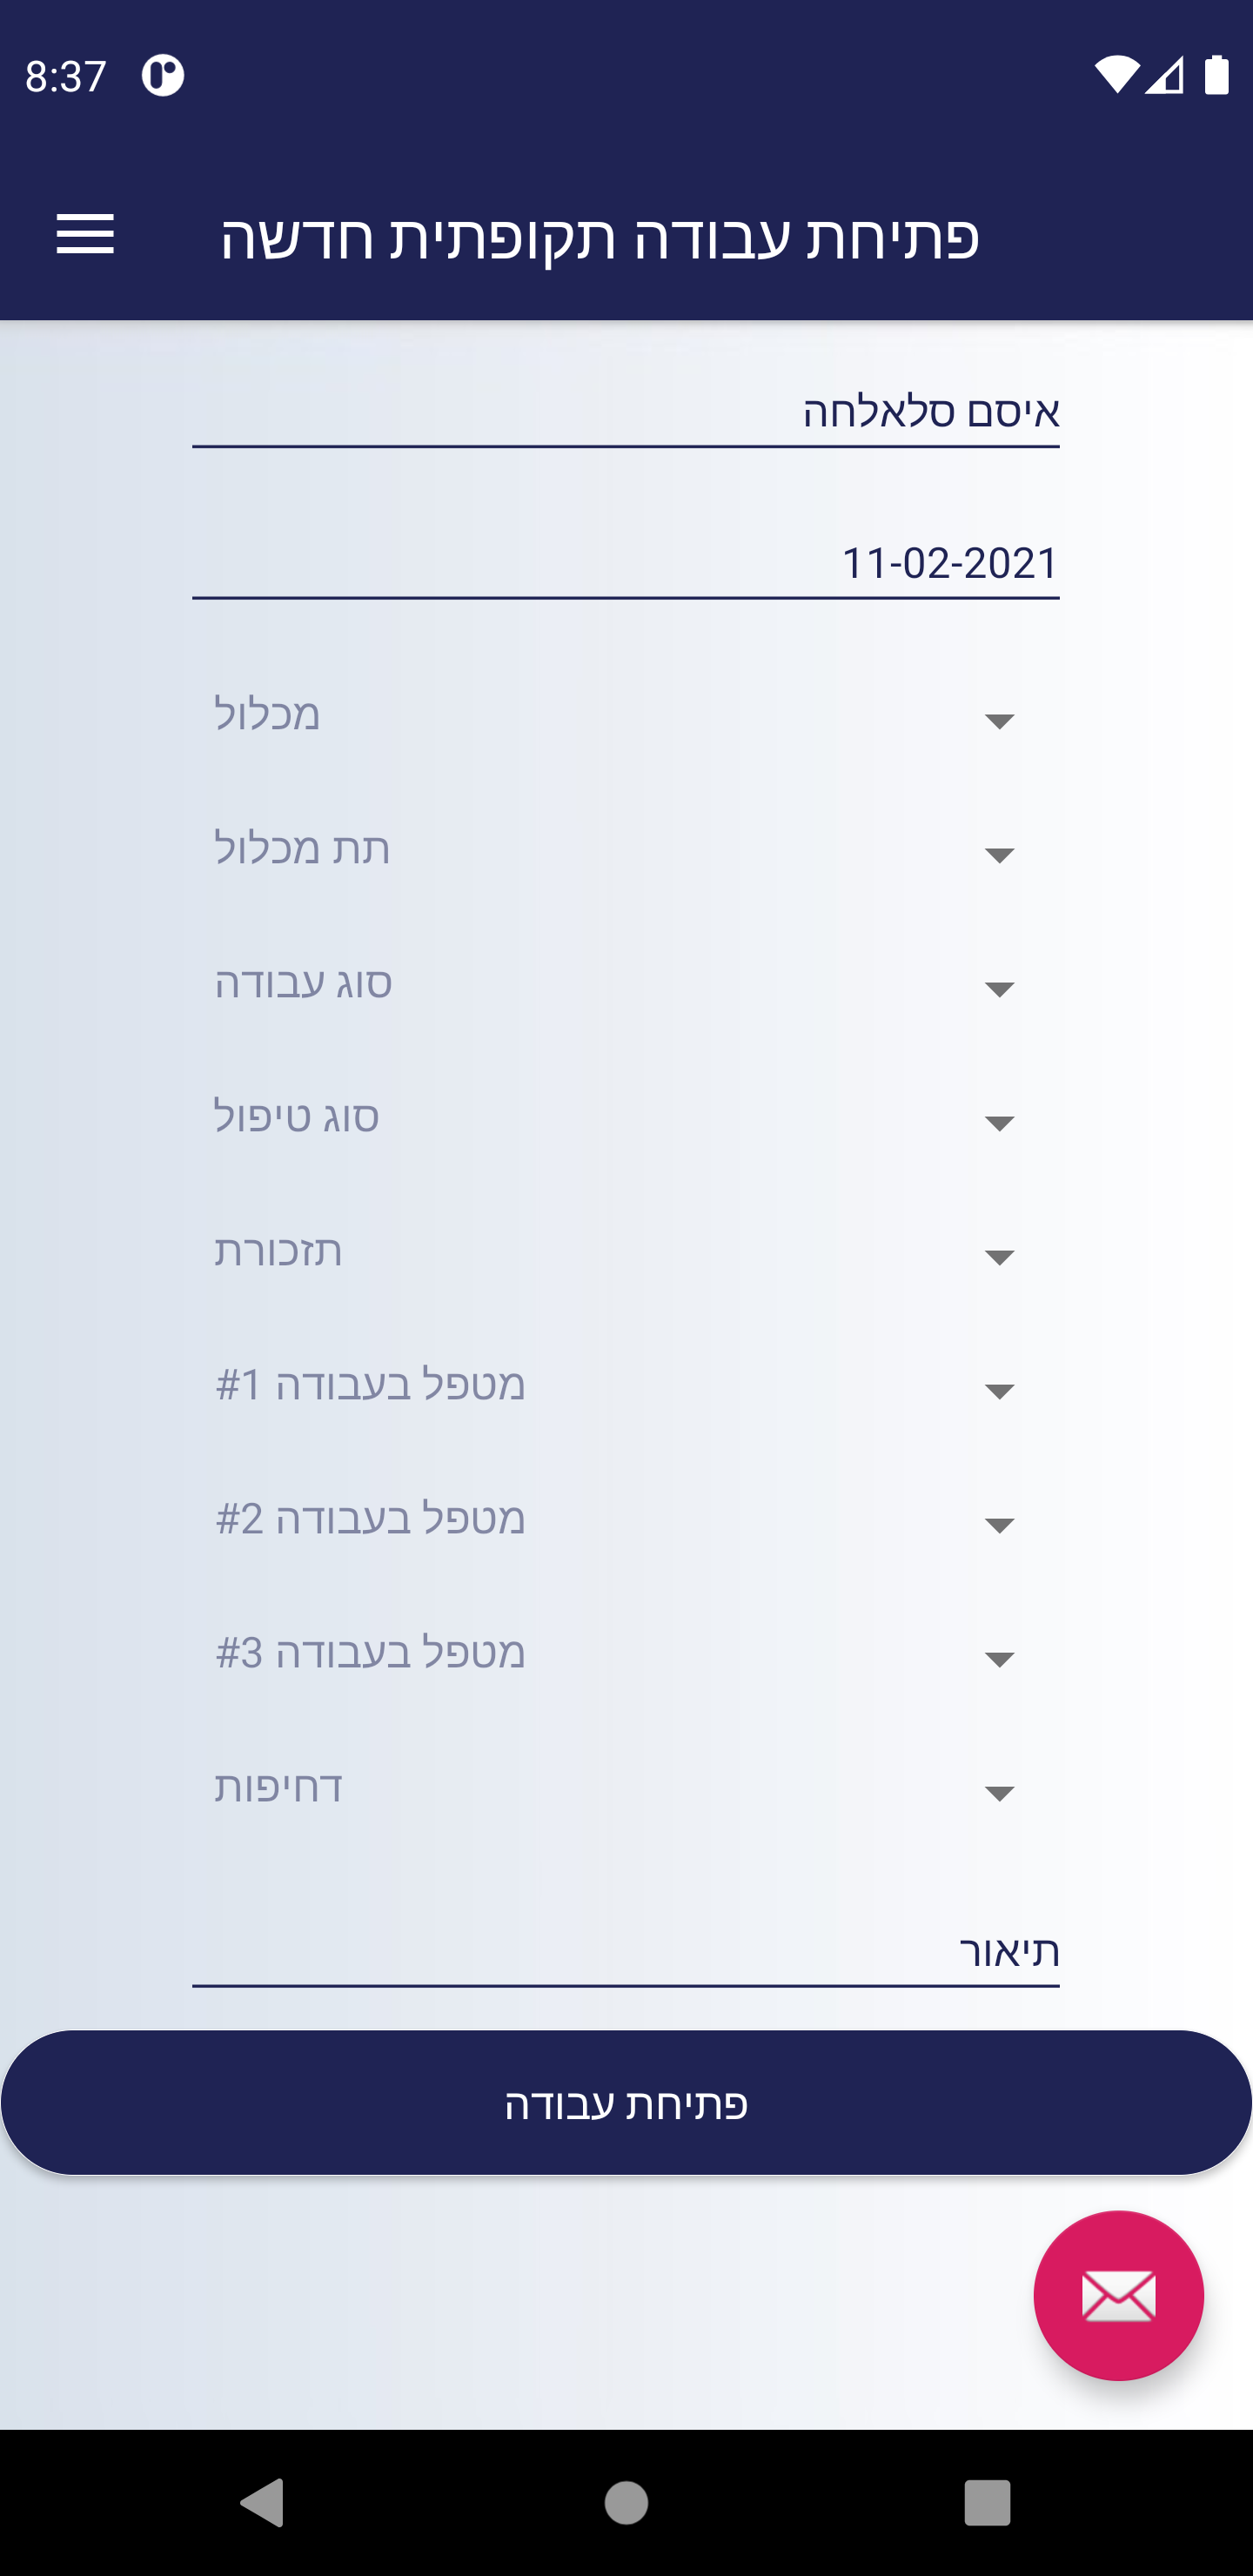 8:37
פתיחת עבודה תקופתית חדשה
איסם סלאלחה
11-02-2021
מכלול
תת מכלול
סוג עבודה
סוג טיפול
תזכורת
מטפל בעבודה 1#
מטפל בעבודה 2#
מטפל בעבודה 3#
דחיפות
תיאור
פתיחת עבודה